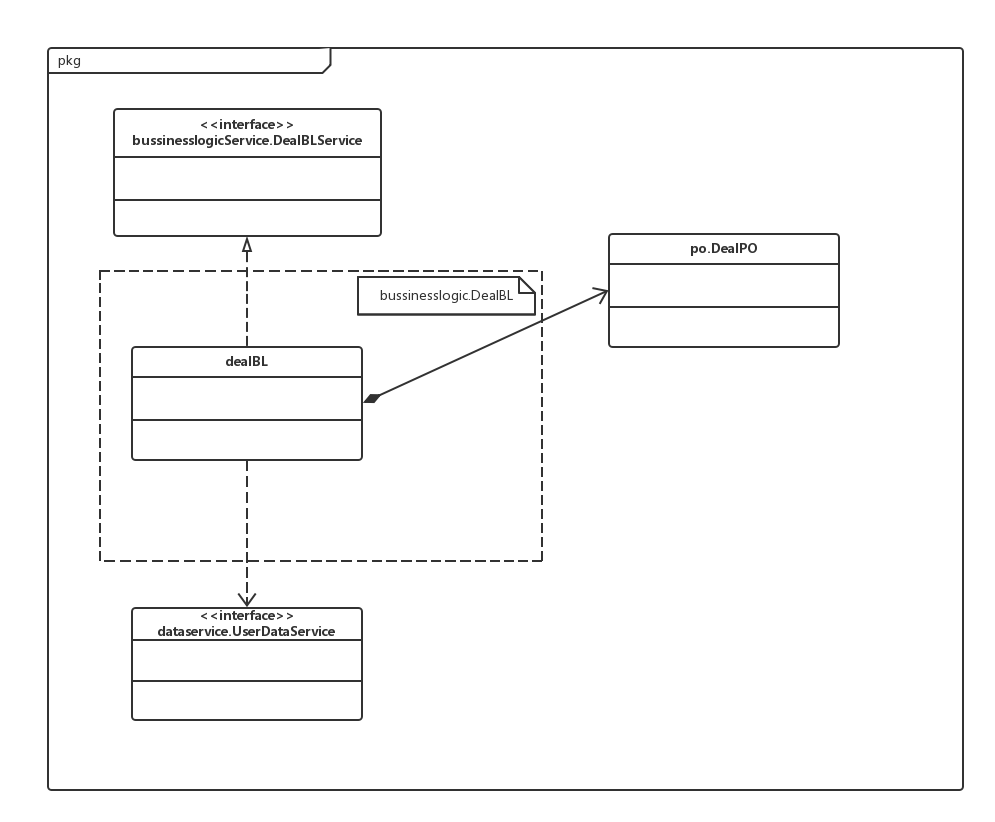 pkg
<<interface>>
bussinesslogicService.DealBLService
po.DealPO
bussinesslogic.DealBL
dealBL
<<interface>>
dataservice.UserDataService